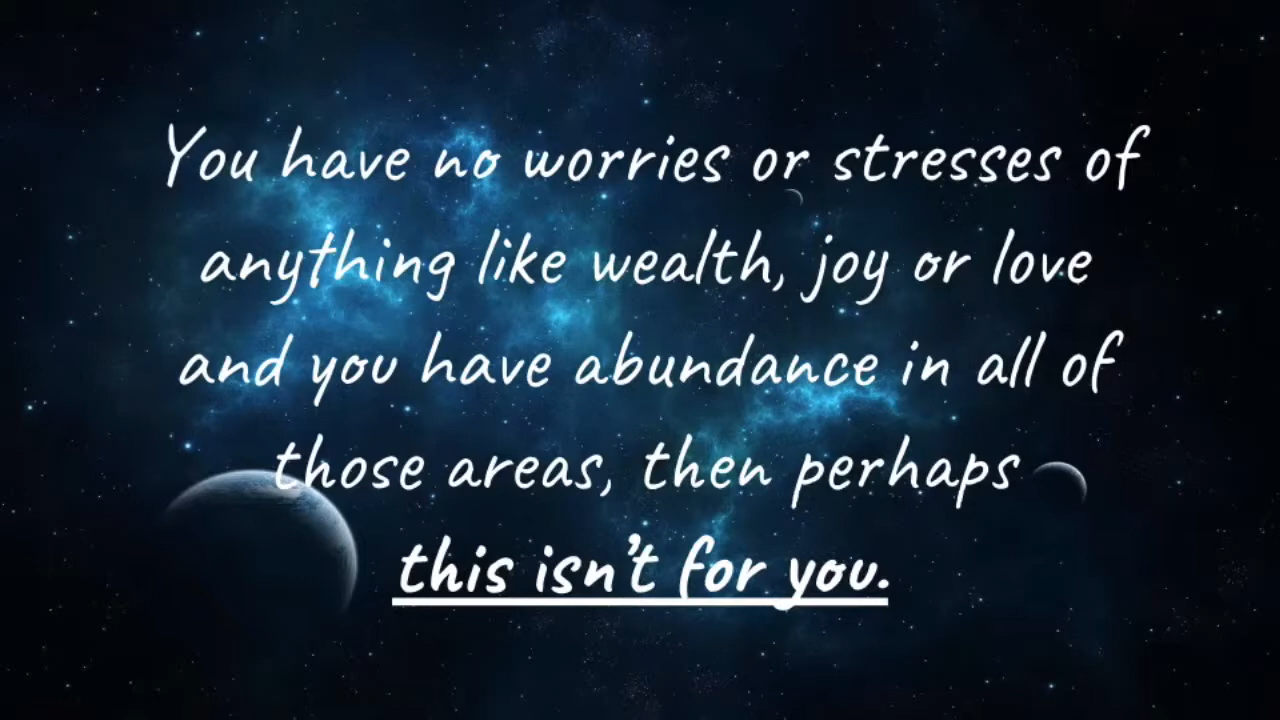 You have no worries or stresses of
anything like wealth, joy or love
and you have abundance in all of
those areas, then perhaps
this isn't for you.